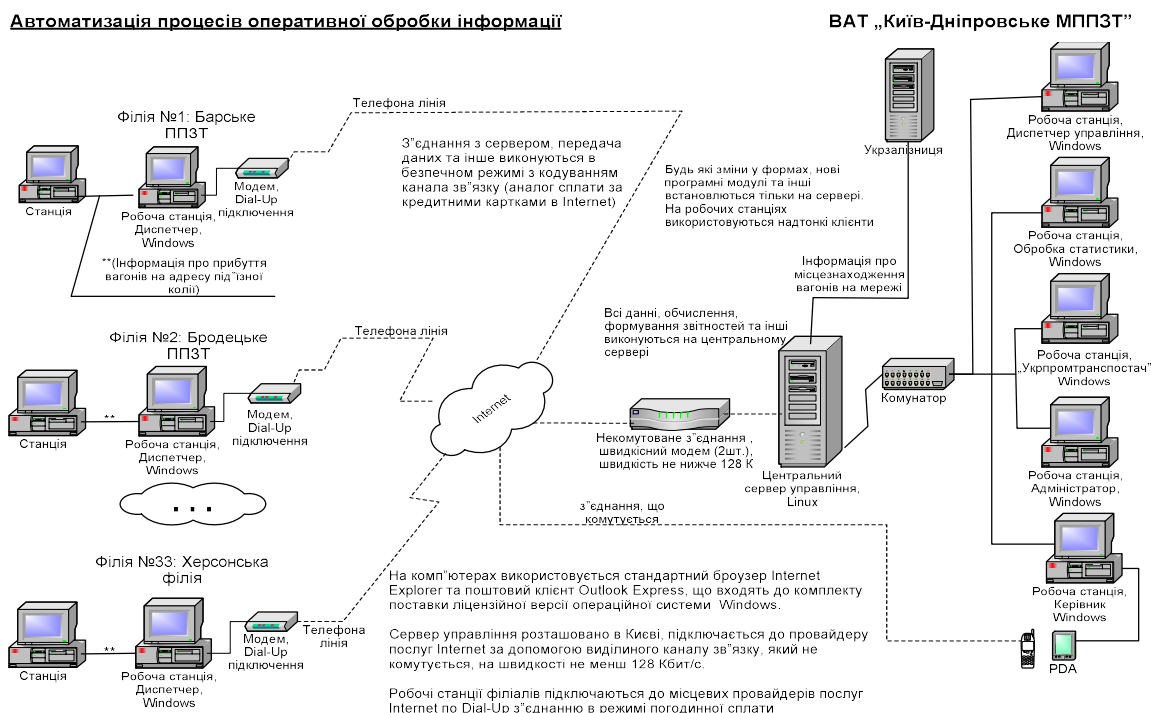 Автоматизація процесів оперативної обробки інформації
ВАТ „Київ-Дніпровське МППЗТ”
Філія №1: Барське
ППЗТ
Телефона лінія
Станція
Робоча станція,
Диспетчер,
Windows
Модем,
Dial-Up
підключення
**(Інформація про прибуття
вагонів на адресу під"їзної
колії)
З"єднання з сервером, передача
даних та інше виконуються в
безпечном режимі з кодуванням
канала зв"язку (аналог сплати за
кредитними картками в Internet)
Укрзалізниця
Будь які зміни у формах, нові
програмні модулі та інші
встановлються тільки на сервері.
На робочих станціях
використовуються надтонкі клієнти
Інформація про
місцезнаходження
вагонів на мережі
Робоча станція,
Диспетчер управління,
Windows
Робоча станція,
Обробка статистики,
Windows
Робоча станція,
„Укрпромтранспостач”
Windows
Робоча станція,
Адміністратор,
Windows
Робоча станція,
Керівник
Windows
Філія №2: Бродецьке
ППЗТ
Телефона лінія
**
Станція
Робоча станція,
Диспетчер,
Windows
Модем,
Dial-Up
підключення
...
Internet
Всі данні, обчислення,
формування звітностей та інші
виконуються на центральному
сервері
Некомутоване з"єднання ,
швидкісний модем (2шт.),
швидкість не нижче 128 К
Центральний
сервер управління,
Linux
Комунатор
з"єднання, що
комутується
PDA
Філія №33: Херсонська
філія
**
Станція
Робоча станція,
Диспетчер,
Windows
Модем,
Dial-Up
підключення
Телефона
лінія
На комп"ютерах використовується стандартний броузер Internet
Explorer та поштовий клієнт Outlook Express, що входять до комплекту
поставки ліцензійної версії операційної системи Windows.
Сервер управління розташовано в Києві, підключається до провайдеру
послуг Internet за допомогою виділиного каналу зв"язку, який не
комутується, на швидкості не менш 128 Кбит/с.
Робочі станції філіалів підключаються до місцевих провайдерів послуг
Internet по Dial-Up з"єднанню в режимі погодинної сплати